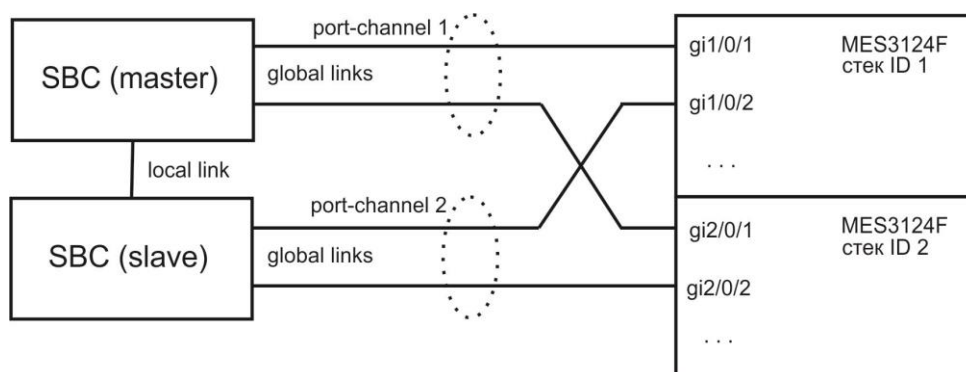 port-channel 1
SBC (master)
global links
gi1/0/1
MES3124F
стек ID 1
gi1/0/2
. . .
local link
port-channel 2
SBC (slave)
global links
gi2/0/1
MES3124F
стек ID 2
gi2/0/2
. . .